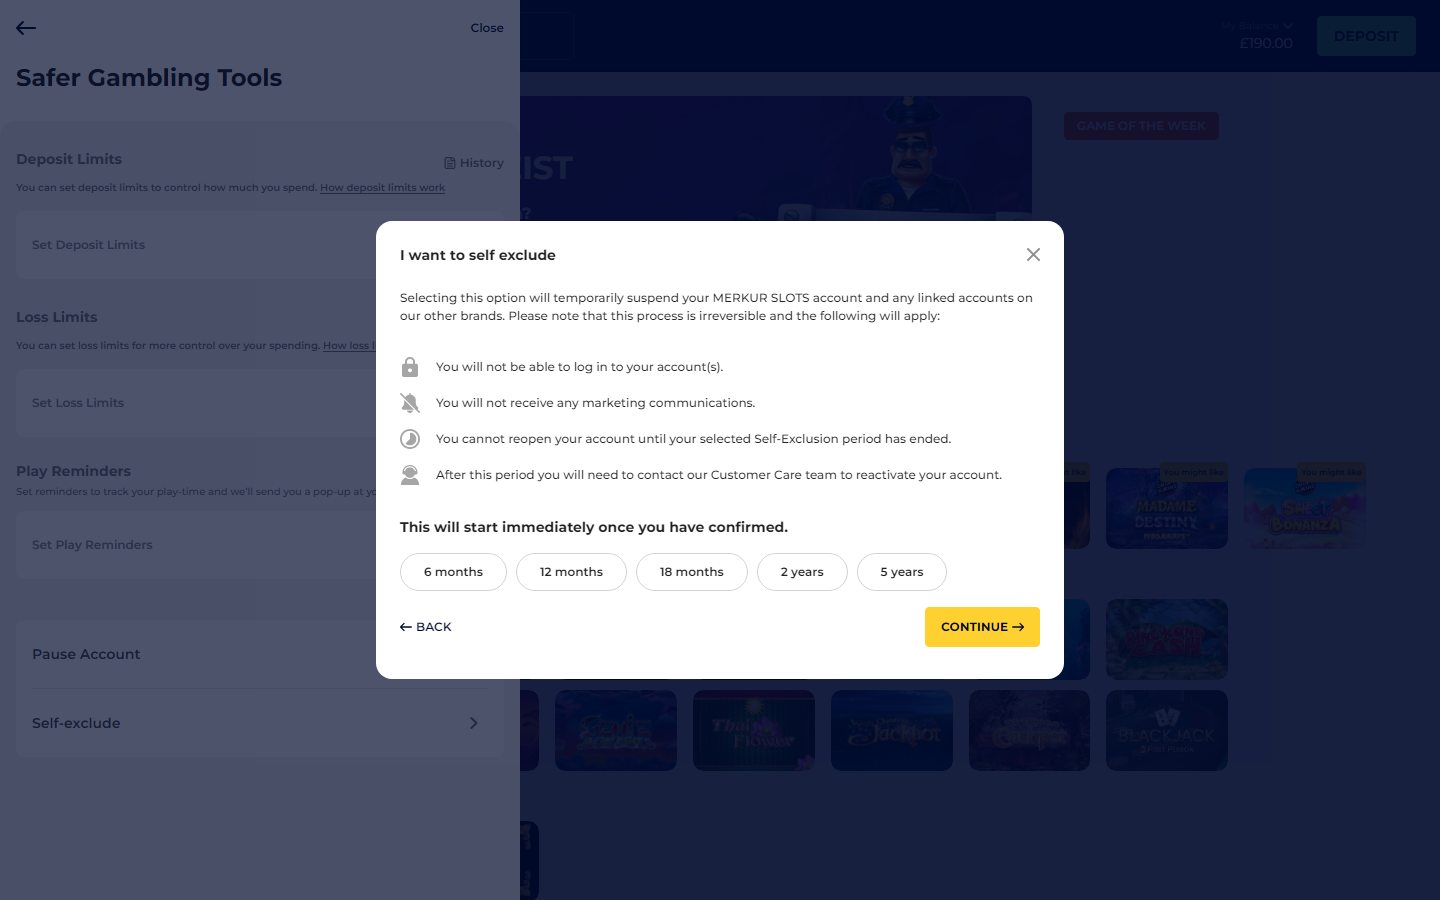 Close
My Balance
£190.00
DEPOSIT
Safer Gambling Tools
GAME OF THE WEEK
Deposit Limits
History
You can set deposit limits to control how much you spend. How deposit limits work
Set Deposit Limits
Loss Limits
You can set loss limits for more control over your spending. How loss
Set Loss Limits
Play Reminders
Set reminders to track your play-time and we'll send you a pop-up at
Set Play Reminders
Pause Account
Self-exclude
I want to self exclude
Selecting this option will temporarily suspend your MERKUR SLOTS account and any linked accounts on
our other brands. Please note that this process is irreversible and the following will apply:
You will not be able to log in to your account(s).
You will not receive any marketing communications.
You cannot reopen your account until your selected Self-Exclusion period has ended.
After this period you will need to contact our Customer Care team to reactivate your account.
This will start immediately once you have confirmed.
6 months
12 months
18 months
2 years
5 years
BACK
CONTINUE
You might like
You might like
MADAME
DESTINY
MEGAWAYS
SWEET
BONANZA
Thai
Flower
Jackpot
BLACKJACK